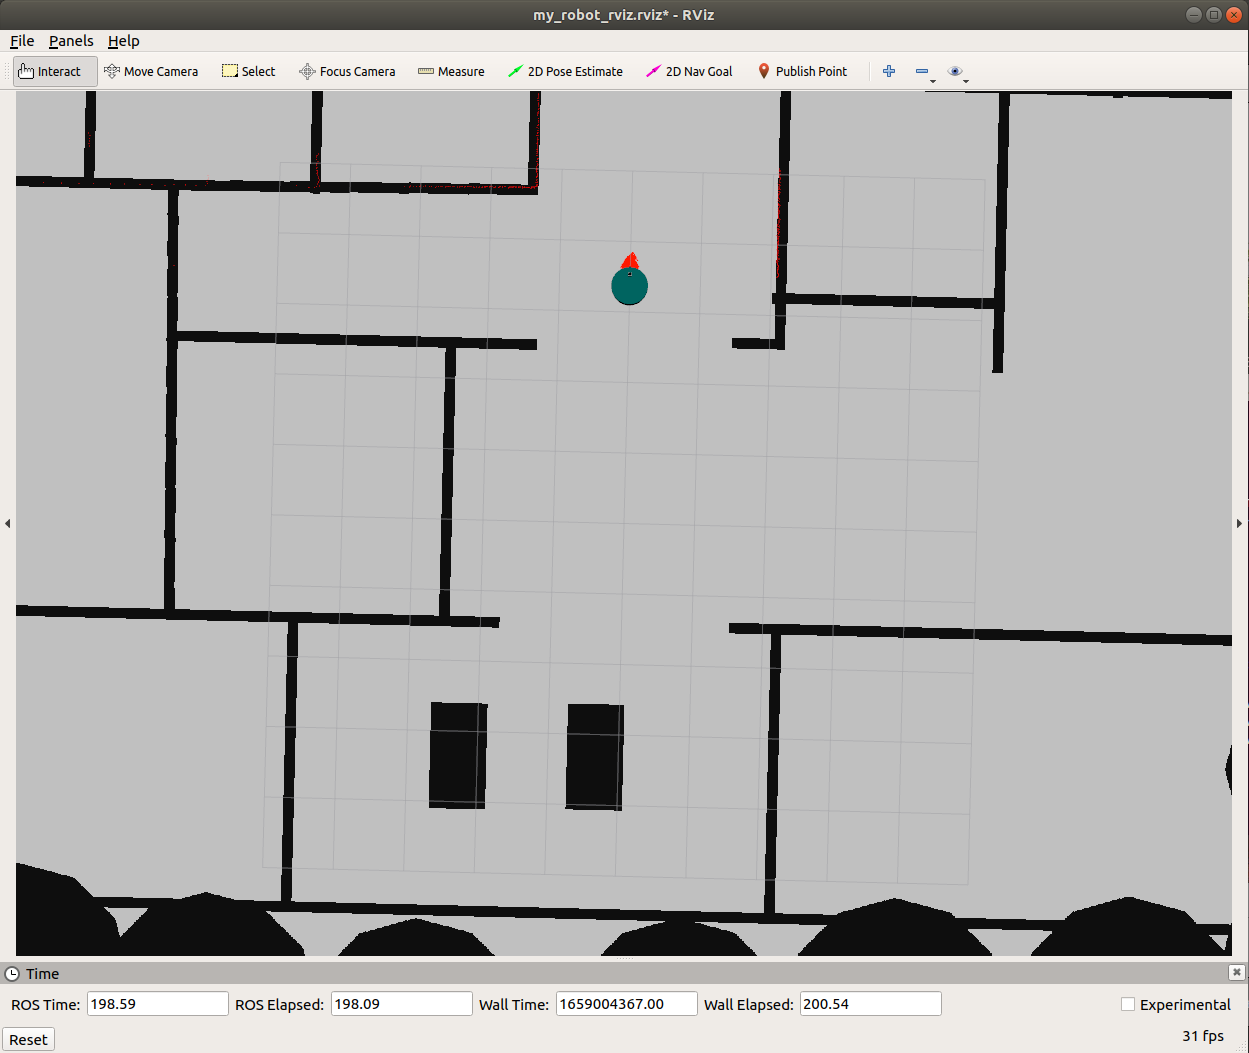 my_robot_rviz.rviz* - RViz
File Panels Help
Interact Move Camera Select Focus Camera Measure 2D Pose Estimate 2D Nav Goal Publish Point
Time
ROS Time: 198.59 ROS Elapsed: 198.09 Wall Time: 1659004367.00 Wall Elapsed: 200.54 Experimental
Reset 31 fps